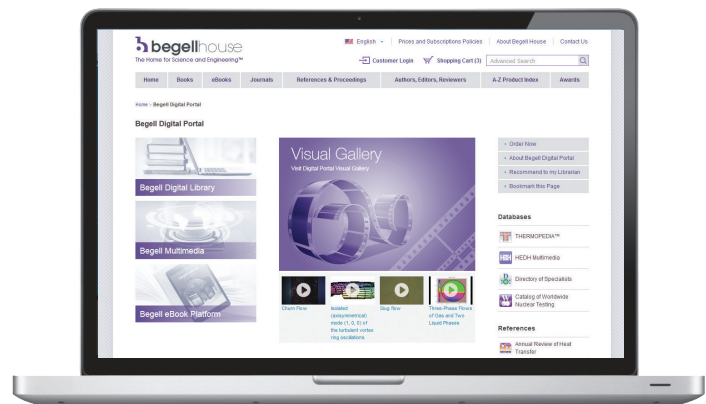 English
Prices and Subscriptions Policies
About Begell House
Contact Us
begellhouse
The Home for Science and Engineering™
Customer Login
Shopping Cart (3)
Advanced Search
Home
Books
eBooks
Journals
References & Proceedings
Authors, Editors, Reviewers
A-Z Product Index
Awards
Home > Begell Digital Portal
Begell Digital Portal
Begell Digital Library
Begell Multimedia
Begell eBook Platform
Visual Gallery
Visit Digital Portal Visual Gallery
Churn Flow
Isolated
(axisymmetrical)
mode (1, 0, 0) of
the turbulent vortex
ring oscillations
Slug flow
Three-Phase Flows
of Gas and Two
Liquid Phases
Order Now
About Begell Digital Portal
Recommend to my Librarian
Bookmark this Page
Databases
THERMOPEDIA™
HEDH Multimedia
Directory of Specialists
Catalog of Worldwide
Nuclear Testing
References
Annual Review of Heat
Transfer